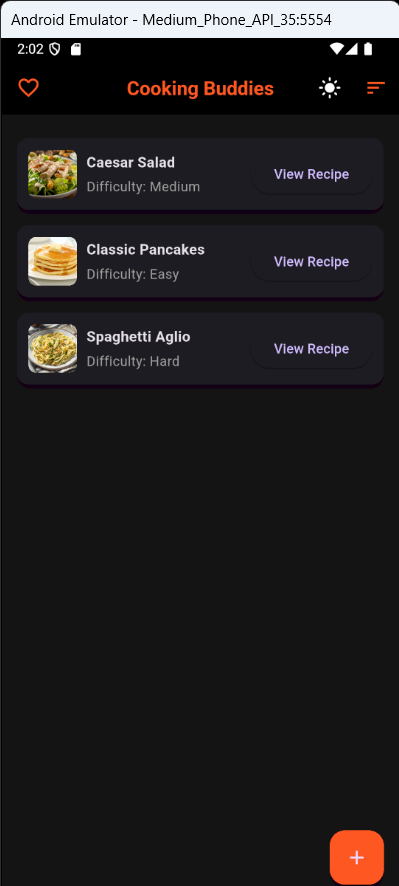 Android Emulator - Medium_Phone_API_35:5554
2:02
Cooking Buddies
Caesar Salad
Difficulty: Medium
View Recipe
Classic Pancakes
Difficulty: Easy
View Recipe
Spaghetti Aglio
Difficulty: Hard
View Recipe
+